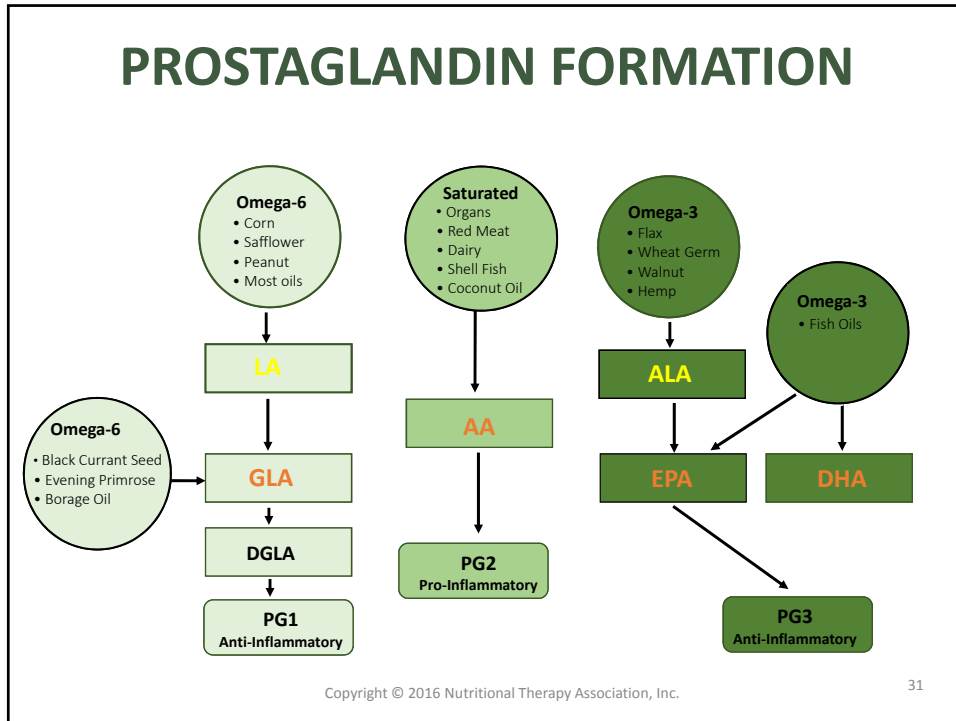 PROSTAGLANDIN FORMATION
Omega-6
• Corn
• Safflower
• Peanut
• Most oils
LA
Omega-6
• Black Currant Seed
• Evening Primrose
• Borage Oil
GLA
DGLA
PG1
Anti-Inflammatory
Saturated
• Organs
• Red Meat
• Dairy
• Shell Fish
• Coconut Oil
AA
PG2
Pro-Inflammatory
Omega-3
• Flax
• Wheat Germ
• Walnut
• Hemp
ALA
Omega-3
• Fish Oils
EPA
DHA
PG3
Anti-Inflammatory
Copyright © 2016 Nutritional Therapy Association, Inc.
31